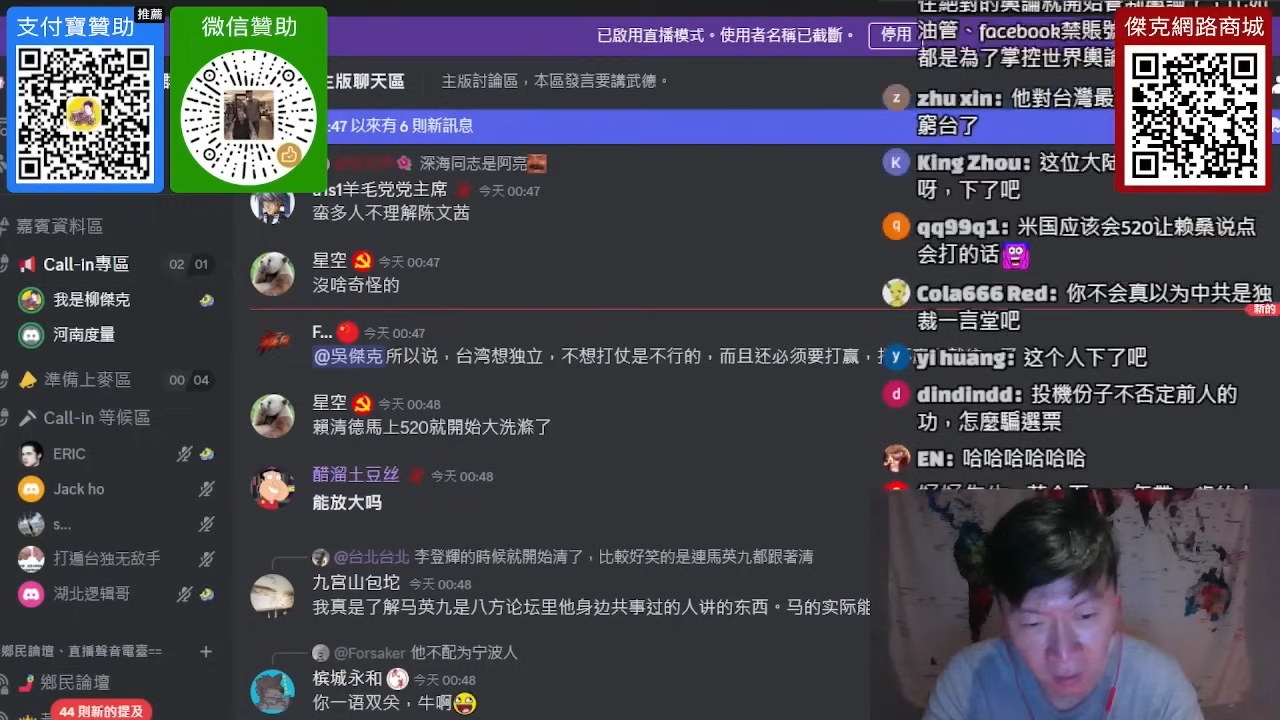 支付寶贊助
推薦
微信贊助
傑克網路商城
已啟用直播模式。使用者名稱已截斷。
停用
主版聊天區
主版討論區，本區發言要講武德。
:47 以來有 6 則新訊息
深海同志是阿亮
羊毛党党主席 今天 00:47
蛮多人不理解陈文茜
星空 今天 00:47
沒啥奇怪的
新的
F... 今天 00:47
@吳傑克 所以说，台湾想独立，不想打仗是不行的，而且还必须要打赢，
星空 今天 00:48
賴清德馬上520就開始大洗滌了
醋溜土豆丝 今天 00:48
能放大吗
@台北台北 李登輝的時候就開始清了，比較好笑的是連馬英九都跟著清
九宫山包坨 今天 00:48
我真是了解马英九是八方论坛里他身边共事过的人讲的东西。马的实际能
@Forsaker 他不配为宁波人
槟城永和 今天 00:48
你一语双关，牛啊
嘉賓資料區
Call-in專區 02 01
我是柳傑克
河南度量
準備上麥區 00 04
Call-in 等候區
ERIC
Jack ho
s...
打遍台独无敌手
湖北逻辑哥
鄉民論壇、直播聲音電臺==
鄉民論壇
44 則新的提及
油管、facebook禁賬號
都是為了掌控世界輿論
zhu xin: 他對台灣最
窮台了
King Zhou: 这位大陆
呀，下了吧
qq99q1: 米国应该会520让赖桑说点
会打的话
Cola666 Red: 你不会真以为中共是独
裁一言堂吧
yi huang: 这个人下了吧
dindindd: 投機份子不否定前人的
功，怎麼騙選票
EN: 哈哈哈哈哈哈